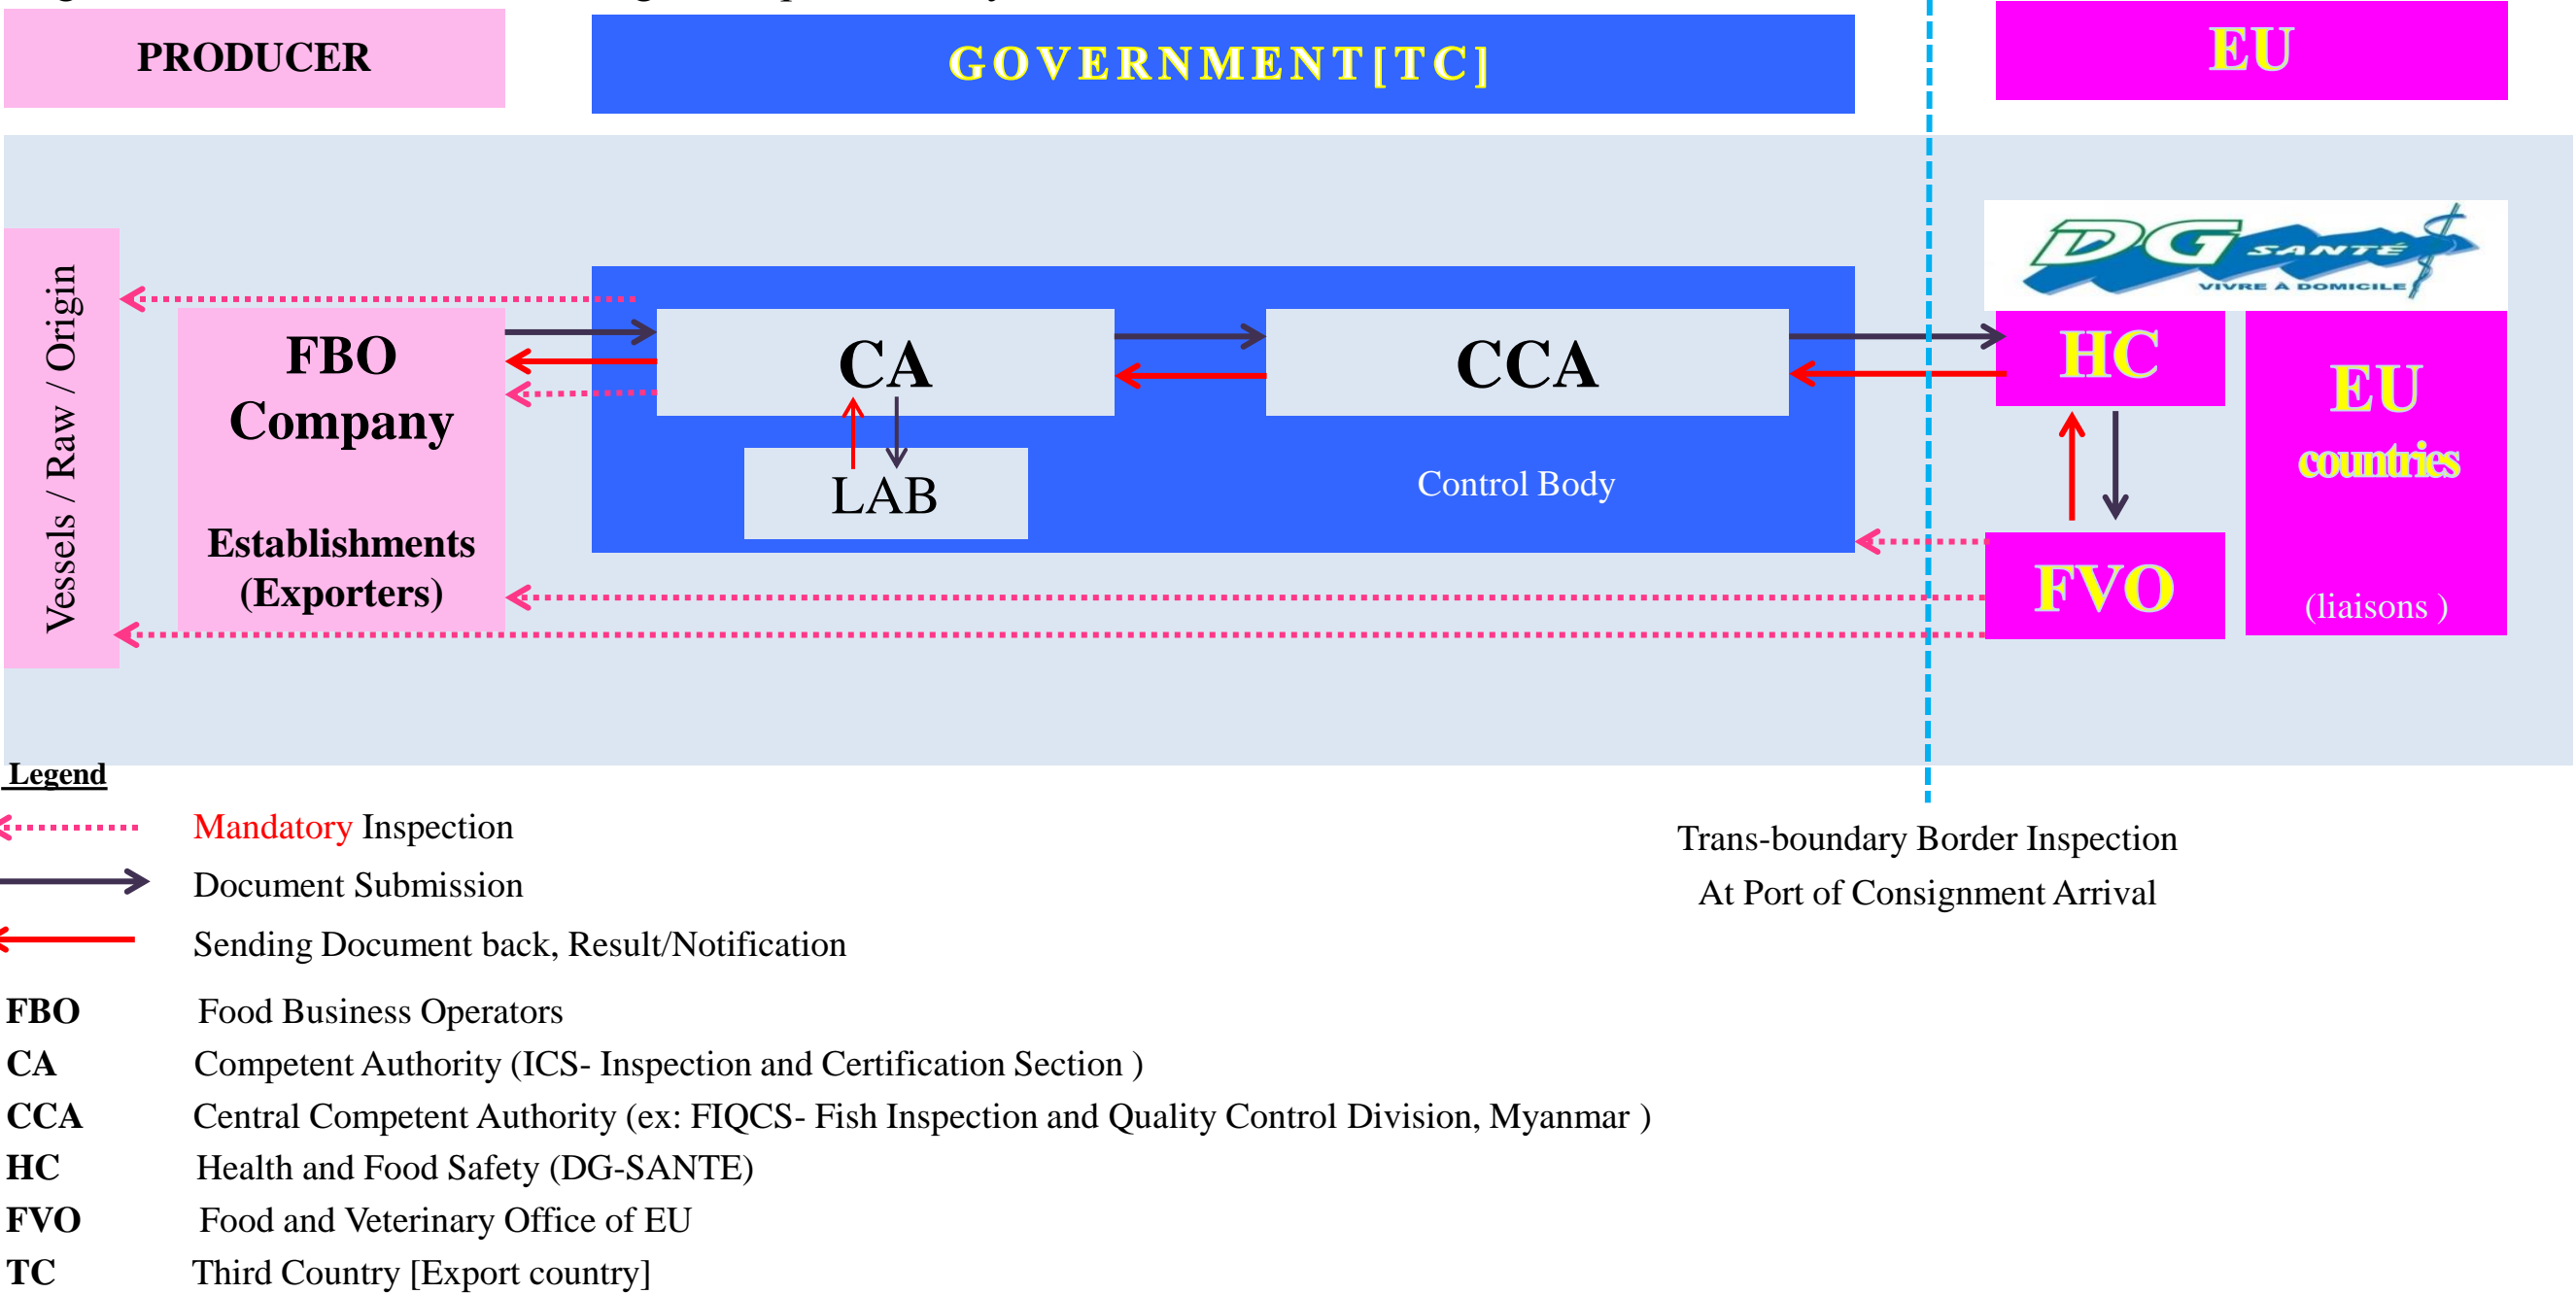 PRODUCER
GOVERNMENT[TC]
EU
DG SANTÉ
VIVRE À DOMICILE
Vessels / Raw / Origin
FBO
Company
Establishments
(Exporters)
CA
LAB
CCA
Control Body
HC
FVO
EU
countries
(liaisons )
Legend
Mandatory Inspection
Document Submission
Sending Document back, Result/Notification
Trans-boundary Border Inspection
At Port of Consignment Arrival
FBO Food Business Operators
CA Competent Authority (ICS- Inspection and Certification Section )
CCA Central Competent Authority (ex: FIQCS- Fish Inspection and Quality Control Division, Myanmar )
HC Health and Food Safety (DG-SANTE)
FVO Food and Veterinary Office of EU
TC Third Country [Export country]